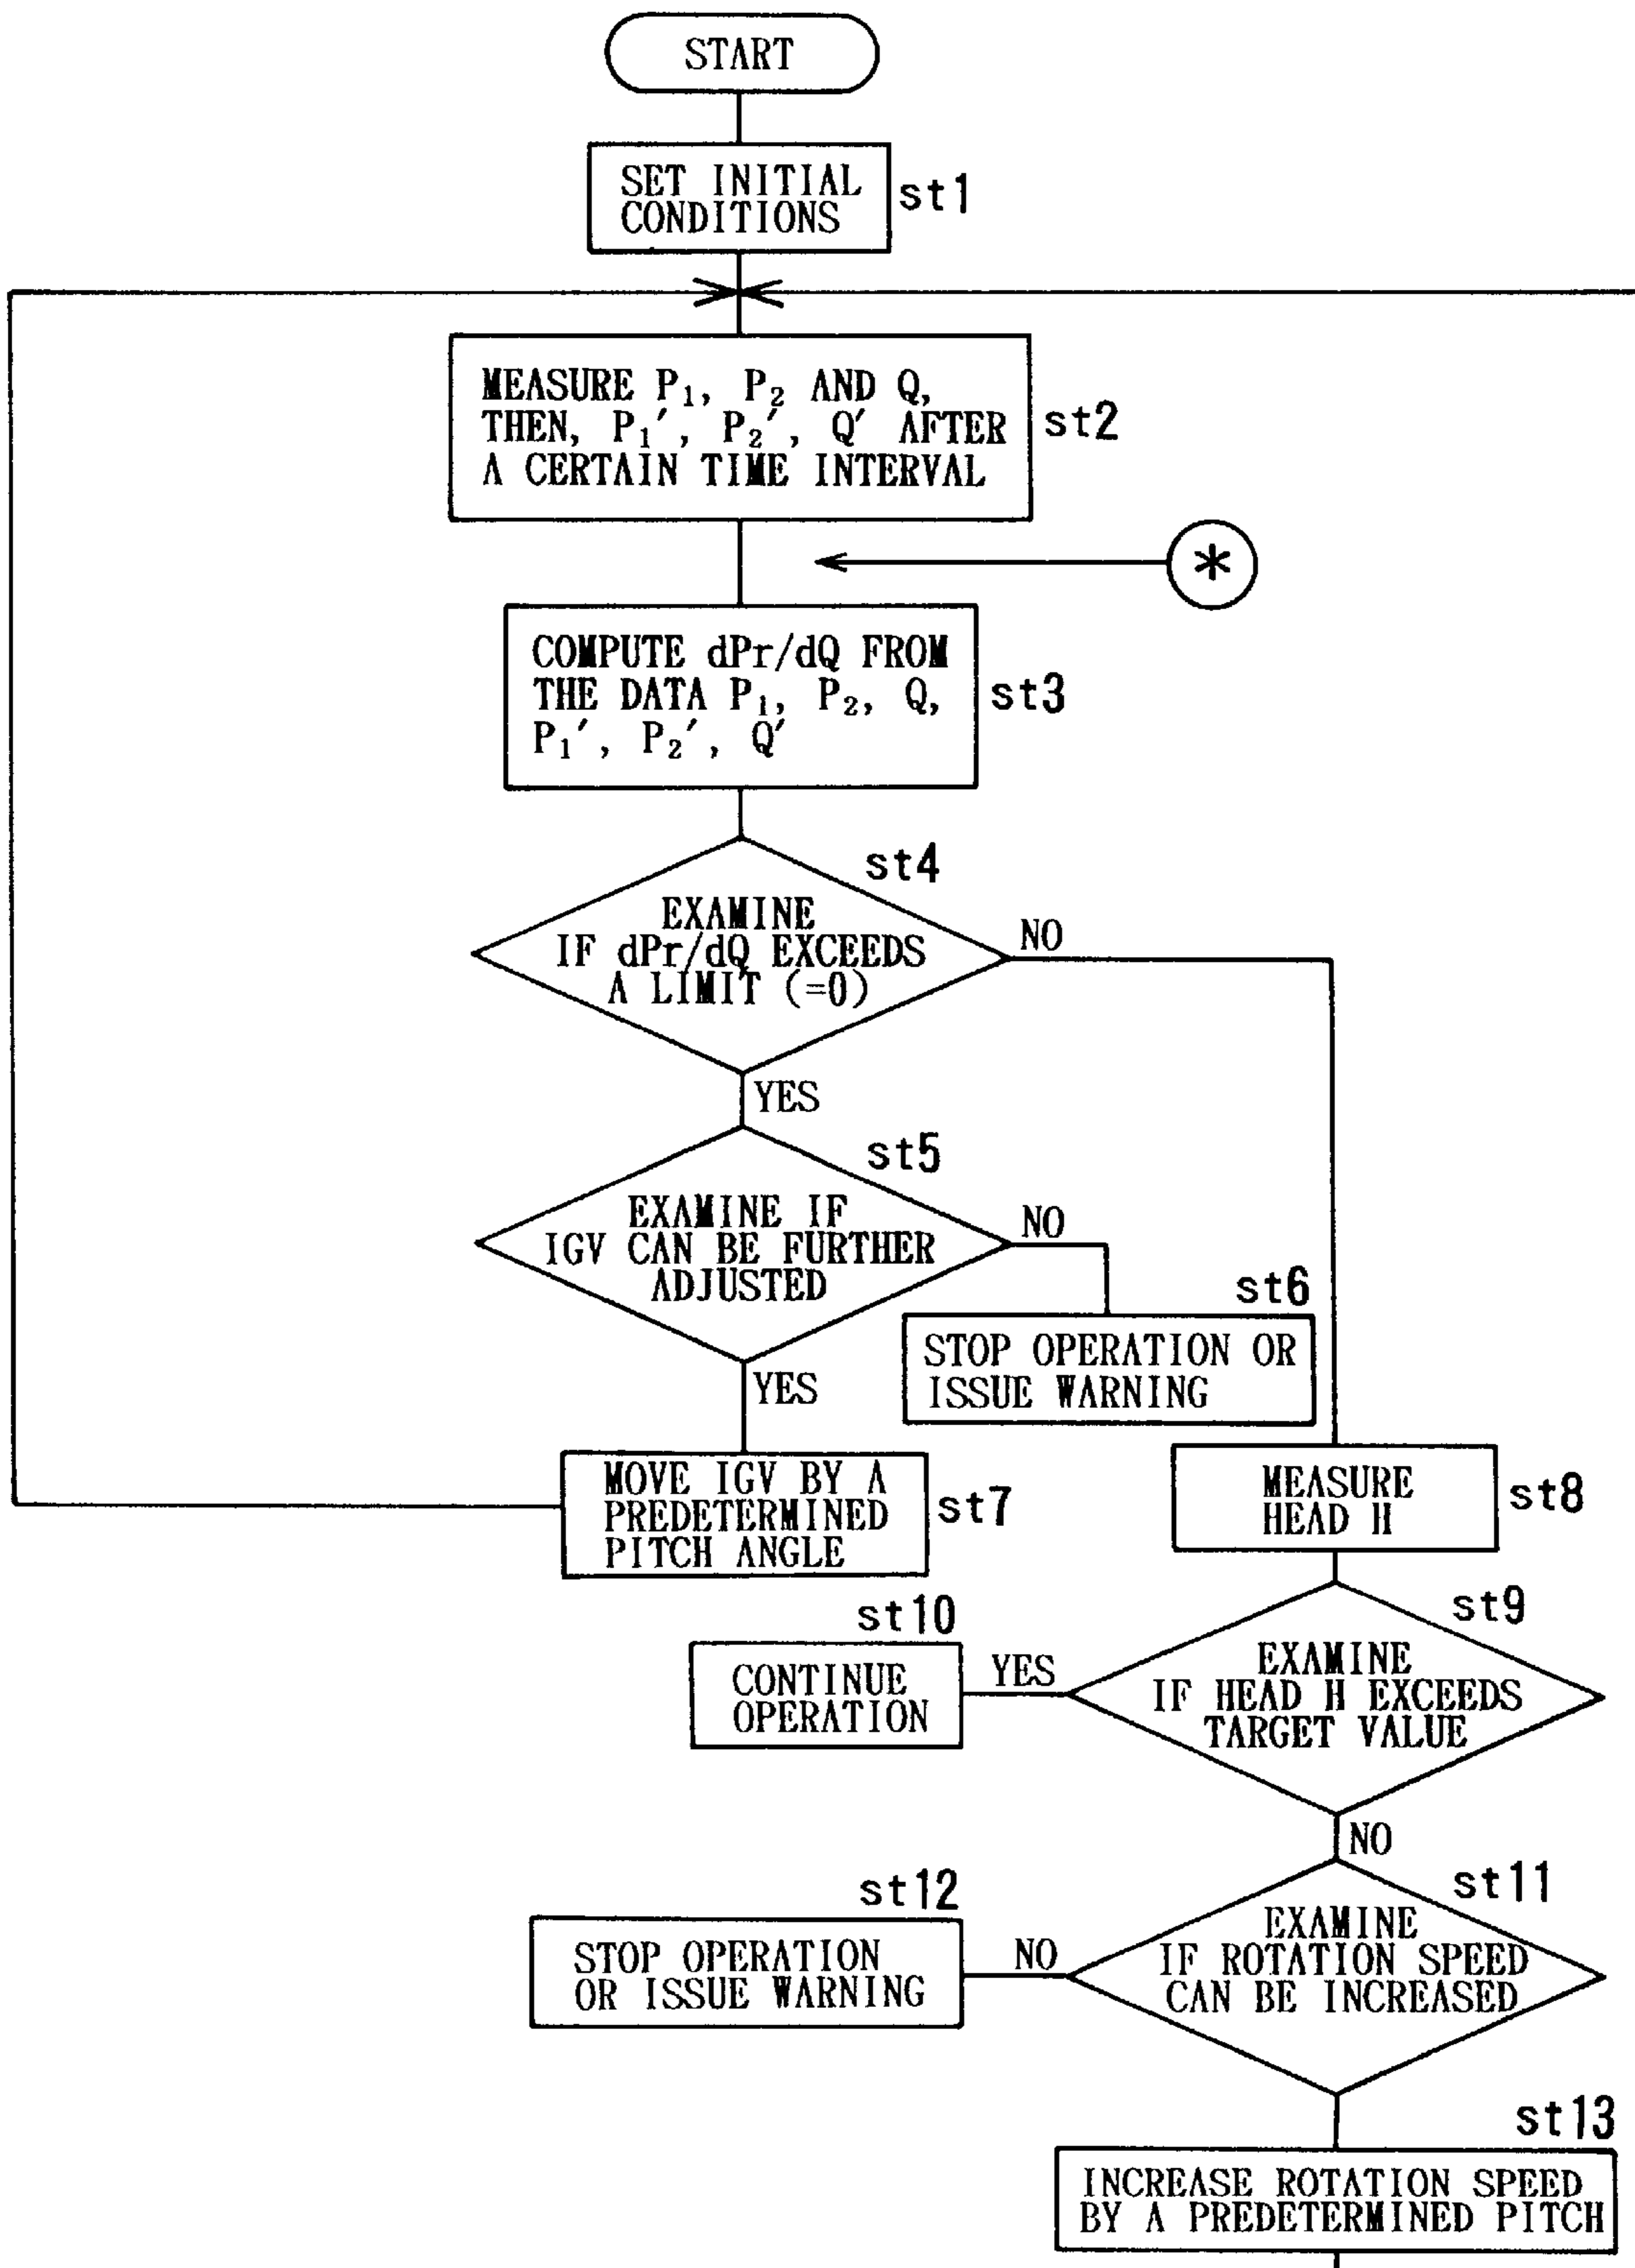 START
SET INITIAL
CONDITIONS
st1
MEASURE P₁, P₂ AND Q,
THEN, P₁′, P₂′, Q′ AFTER
A CERTAIN TIME INTERVAL
st2
*
COMPUTE dPr/dQ FROM
THE DATA P₁, P₂, Q,
P₁′, P₂′, Q′
st3
st4
EXAMINE
IF dPr/dQ EXCEEDS
A LIMIT (=0)
NO
YES
st5
EXAMINE IF
IGV CAN BE FURTHER
ADJUSTED
NO
YES
st6
STOP OPERATION OR
ISSUE WARNING
MOVE IGV BY A
PREDETERMINED
PITCH ANGLE
st7
MEASURE
HEAD H
st8
st9
EXAMINE
IF HEAD H EXCEEDS
TARGET VALUE
YES
st10
CONTINUE
OPERATION
NO
st11
EXAMINE
IF ROTATION SPEED
CAN BE INCREASED
NO
st12
STOP OPERATION
OR ISSUE WARNING
st13
INCREASE ROTATION SPEED
BY A PREDETERMINED PITCH